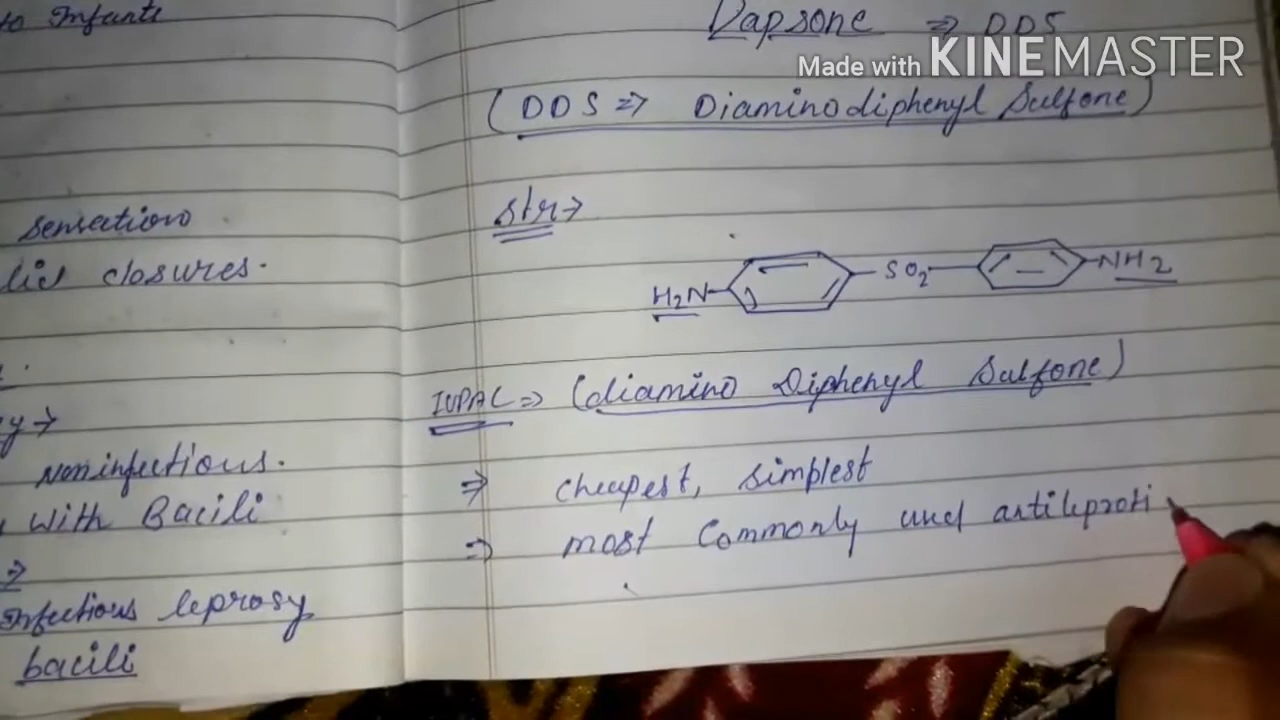 to Infants
sensation
lid closures.
y →
Noninfectious.
with Bacili
Infectious leprosy
bacili
Dapsone ⇒ DDS
Made with KINEMASTER
(DDS ⇒ Diaminodiphenyl Sulfone)
Str →
H2N SO2 NH2
IUPAC ⇒ (diamino Diphenyl Sulfone)
⇒ cheapest, simplest
⇒ most Commonly used antileproti